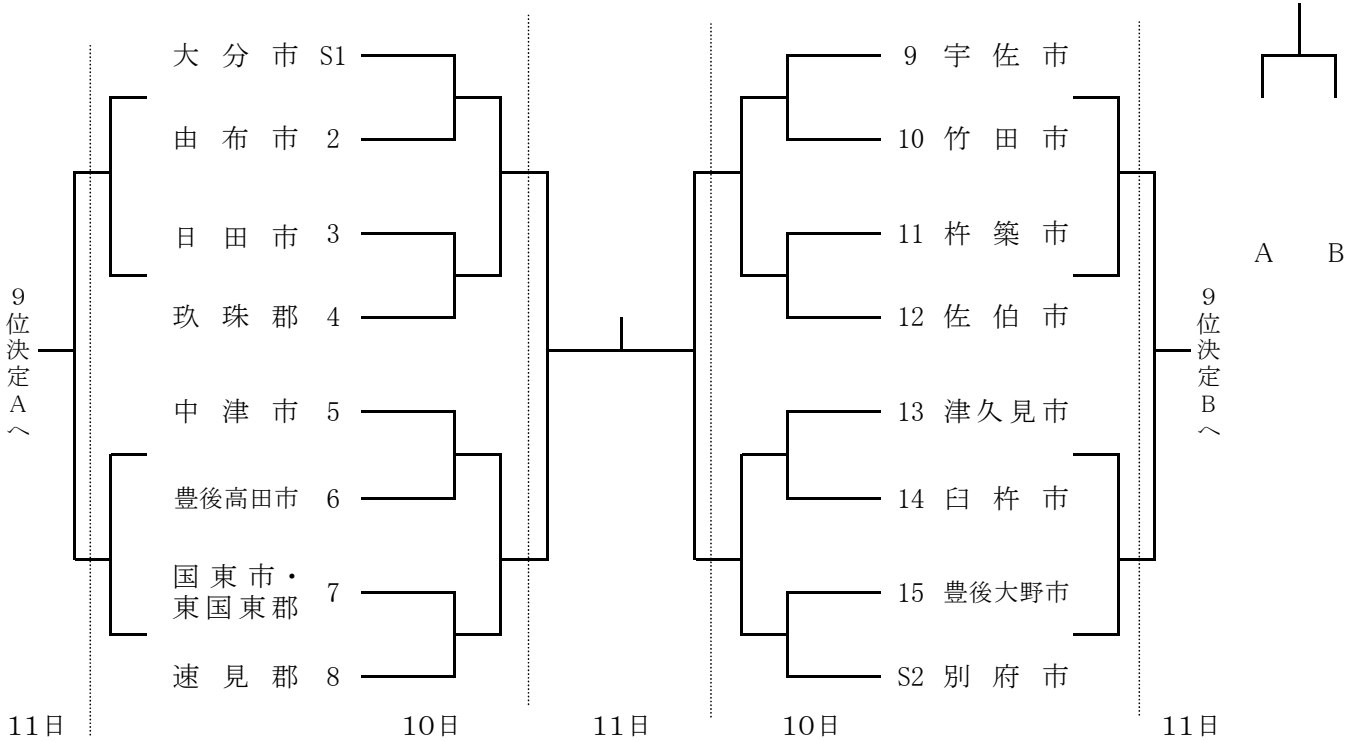 大分市 S1
由布市 2
日田市 3
玖珠郡 4
中津市 5
豊後高田市 6
国東市・
東国東郡 7
速見郡 8
9 宇佐市
10 竹田市
11 杵築市
12 佐伯市
13 津久見市
14 臼杵市
15 豊後大野市
S2 別府市
9位決定Aへ
9位決定Bへ
A B
11日 10日 11日 10日 11日